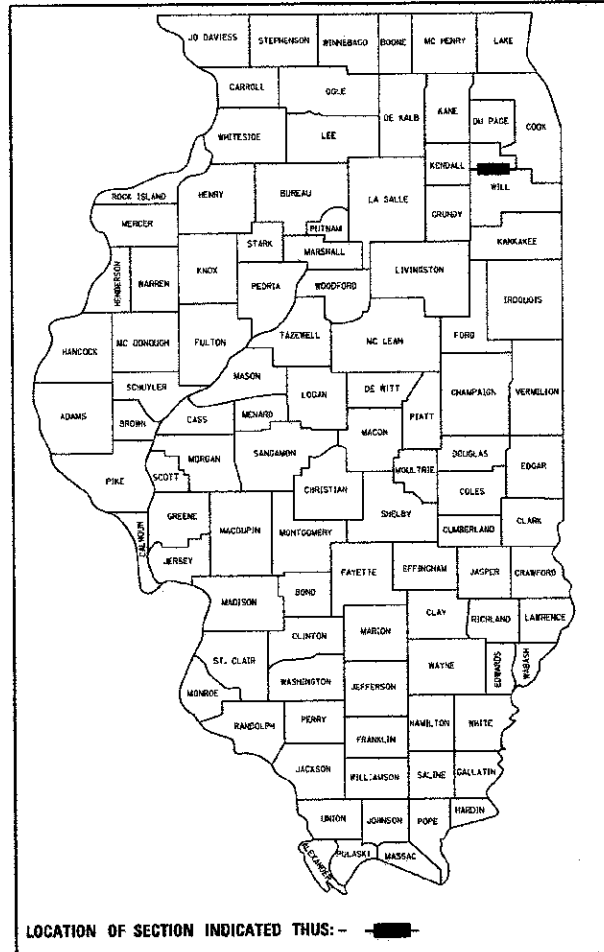 JO DAVIESS STEPHENSON WINNEBAGO BOONE MC HENRY LAKE
CARROLL OGLE
DE KALB KANE DU PAGE COOK
WHITESIDE LEE
KENDALL WILL
ROCK ISLAND HENRY BUREAU LA SALLE GRUNDY
MERCER PUTNAM
STARK MARSHALL KANKAKEE
HENDERSON WARREN KNOX PEORIA WOODFORD LIVINGSTON IROQUOIS
HANCOCK MC DONOUGH FULTON TAZEWELL MC LEAN FORD
SCHUYLER MASON LOGAN DE WITT CHAMPAIGN VERMILION
ADAMS BROWN CASS MENARD MACON PIATT
MORGAN SANGAMON DOUGLAS EDGAR
PIKE SCOTT CHRISTIAN MOULTRIE COLES
GREENE SHELBY
CALHOUN MACOUPIN MONTGOMERY CUMBERLAND CLARK
JERSEY FAYETTE EFFINGHAM JASPER CRAWFORD
MADISON BOND CLAY RICHLAND LAWRENCE
CLINTON MARION
ST. CLAIR WAYNE EDWARDS WABASH
MONROE WASHINGTON JEFFERSON
RANDOLPH PERRY HAMILTON WHITE
FRANKLIN
JACKSON WILLIAMSON SALINE GALLATIN
HARDIN
UNION JOHNSON POPE
ALEXANDER PULASKI MASSAC
LOCATION OF SECTION INDICATED THUS: -